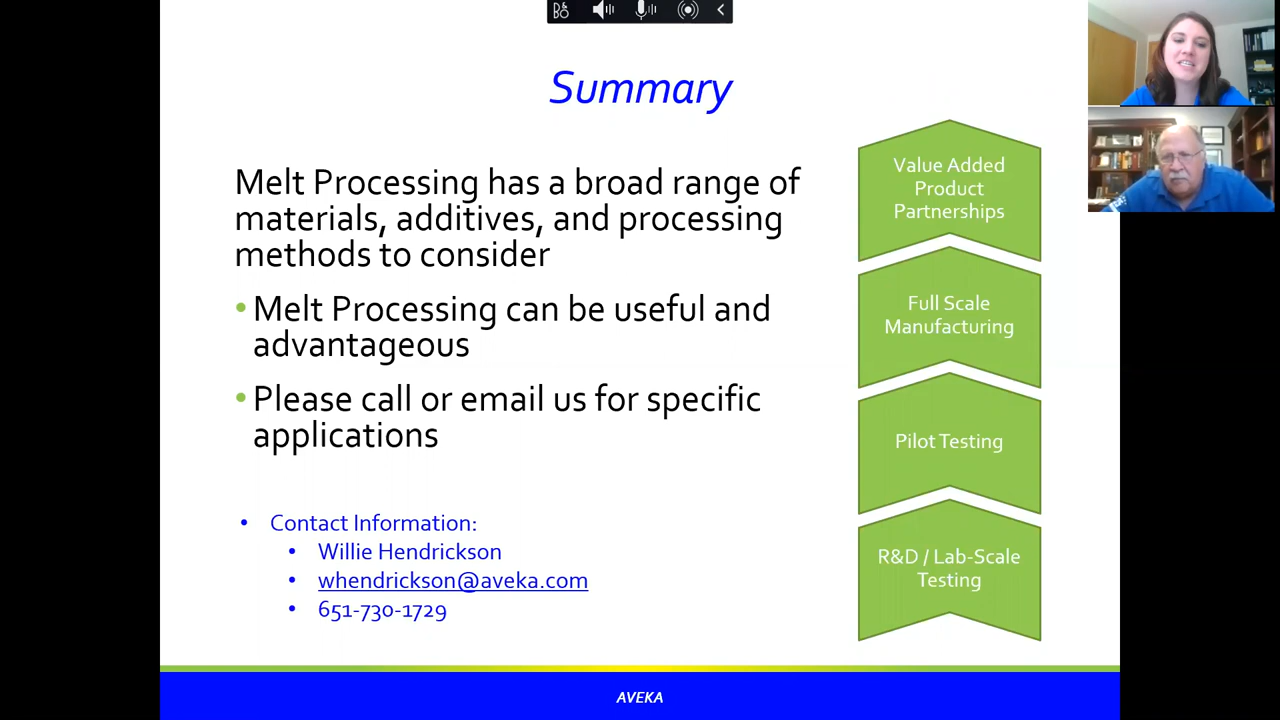 Summary
Melt Processing has a broad range of
materials, additives, and processing
methods to consider
• Melt Processing can be useful and
advantageous
• Please call or email us for specific
applications
• Contact Information:
• Willie Hendrickson
• whendrickson@aveka.com
• 651-730-1729
Value Added
Product
Partnerships
Full Scale
Manufacturing
Pilot Testing
R&D / Lab-Scale
Testing
AVEKA